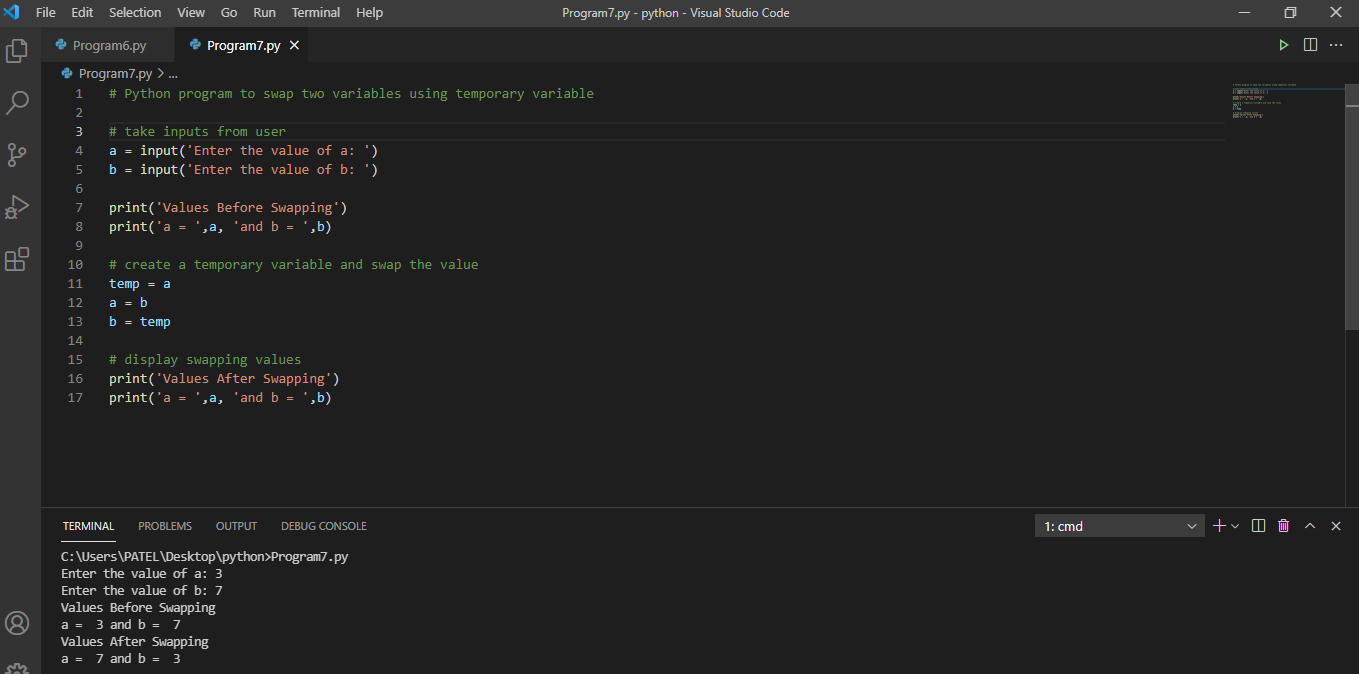 File Edit Selection View Go Run Terminal Help Program7.py - python - Visual Studio Code
Program6.py Program7.py
Program7.py > ...
1 # Python program to swap two variables using temporary variable
2
3 # take inputs from user
4 a = input('Enter the value of a: ')
5 b = input('Enter the value of b: ')
6
7 print('Values Before Swapping')
8 print('a = ',a, 'and b = ',b)
9
10 # create a temporary variable and swap the value
11 temp = a
12 a = b
13 b = temp
14
15 # display swapping values
16 print('Values After Swapping')
17 print('a = ',a, 'and b = ',b)
TERMINAL PROBLEMS OUTPUT DEBUG CONSOLE 1: cmd
C:\Users\PATEL\Desktop\python>Program7.py
Enter the value of a: 3
Enter the value of b: 7
Values Before Swapping
a =  3 and b =  7
Values After Swapping
a =  7 and b =  3